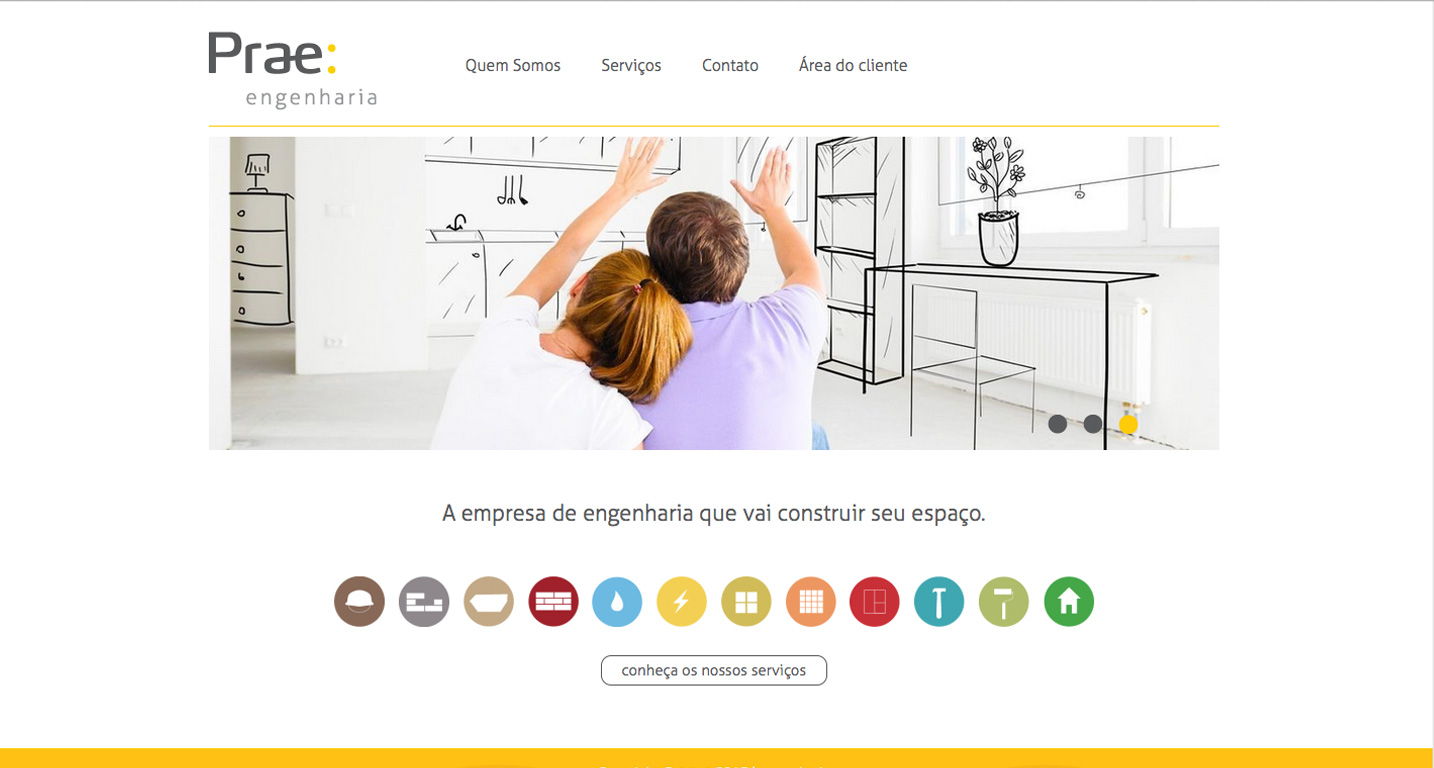 Prae:
engenharia
Quem Somos
Serviços
Contato
Área do cliente
A empresa de engenharia que vai construir seu espaço.
conheça os nossos serviços